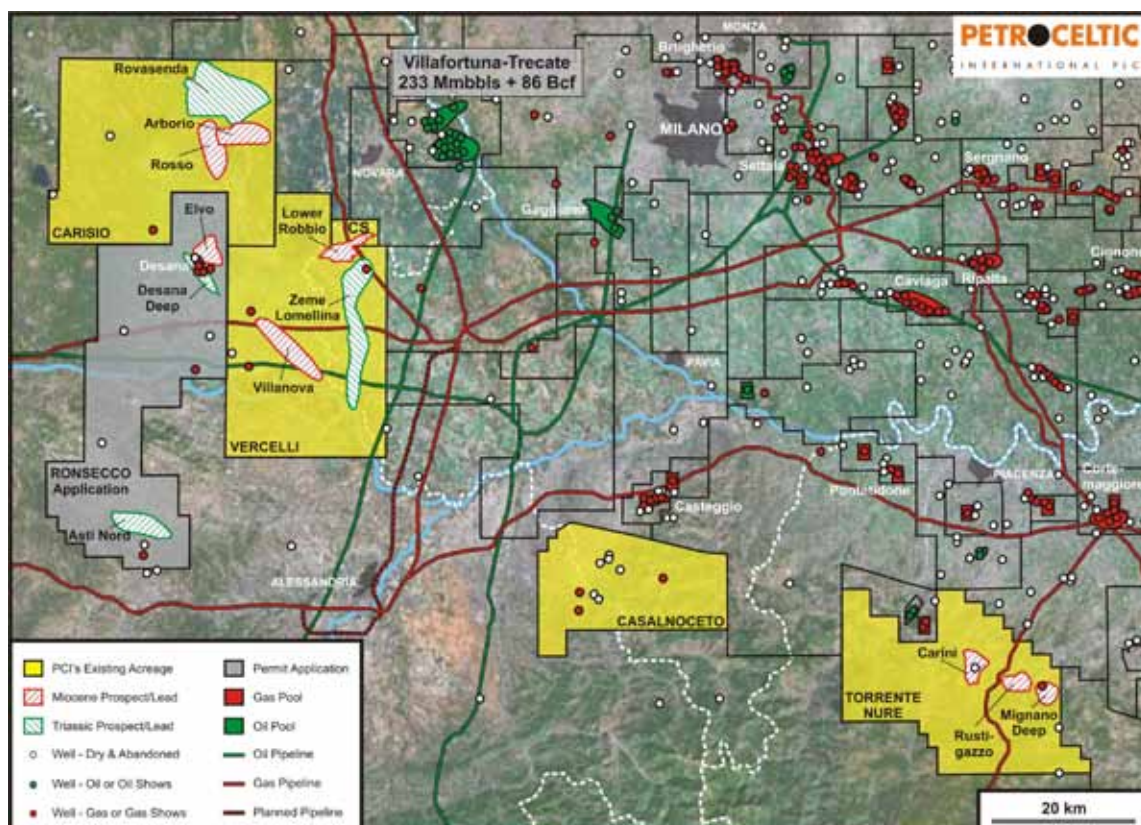 PETROCELTIC
INTERNATIONAL PLC
Villafortuna-Trecate
233 Mmbbls + 86 Bcf
MONZA
Brugherio
Rovasenda
Arborio
Rosso
MILANO
NOVARA
Settala
Sergnano
Elvo
Lower
Robbio
CS
Gaggiano
CARISIO
Desana
Desana
Deep
Zeme
Lomellina
Caviaga
Ripalta
Villanova
PAVIA
VERCELLI
RONSECCO
Application
PIACENZA
Corte-
maggiore
Pontetidone
Casteggio
Asti Nord
ALESSANDRIA
CASALNOCETO
Carini
TORRENTE
NURE
Mignano
Deep
Rusti-
gazzo
PCI's Existing Acreage
Miocene Prospect/Lead
Triassic Prospect/Lead
Well - Dry & Abandoned
Well - Oil or Oil Shows
Well - Gas or Gas Shows
Permit Application
Gas Pool
Oil Pool
Oil Pipeline
Gas Pipeline
Planned Pipeline
20 km